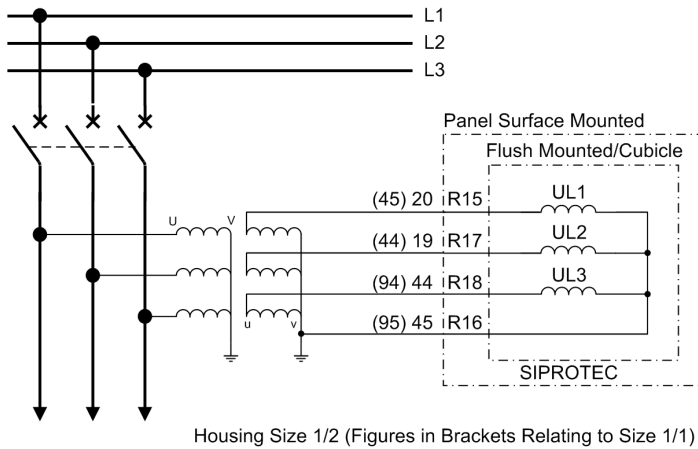 L1
L2
L3
Panel Surface Mounted
Flush Mounted/Cubicle
(45) 20 R15 UL1
U V
(44) 19 R17 UL2
(94) 44 R18 UL3
u v
(95) 45 R16
SIPROTEC
Housing Size 1/2 (Figures in Brackets Relating to Size 1/1)